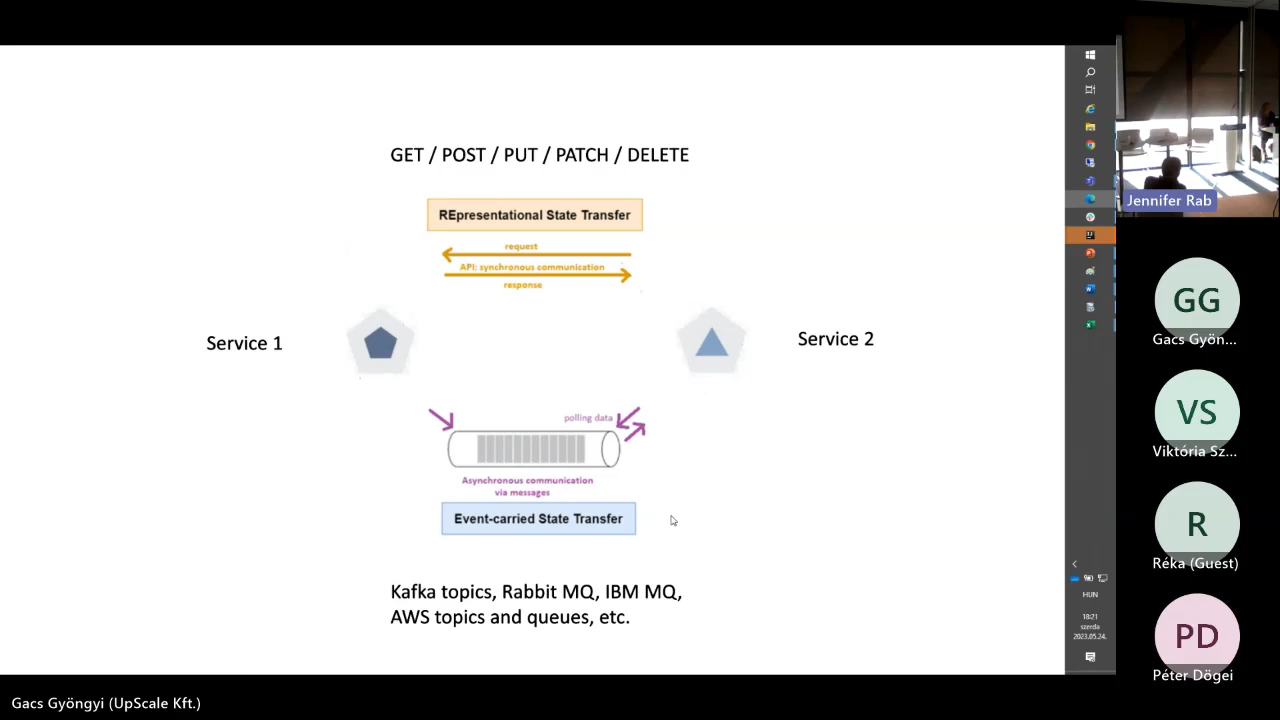 GET / POST / PUT / PATCH / DELETE
REpresentational State Transfer
request
API: synchronous communication
response
Service 1
Service 2
polling data
Asynchronous communication
via messages
Event-carried State Transfer
Kafka topics, Rabbit MQ, IBM MQ,
AWS topics and queues, etc.
HUN
18:21
szerda
2023.05.24.
Jennifer Rab
GG
Gacs Gyön...
VS
Viktória Sz...
R
Réka (Guest)
PD
Péter Dögei
Gacs Gyöngyi (UpScale Kft.)